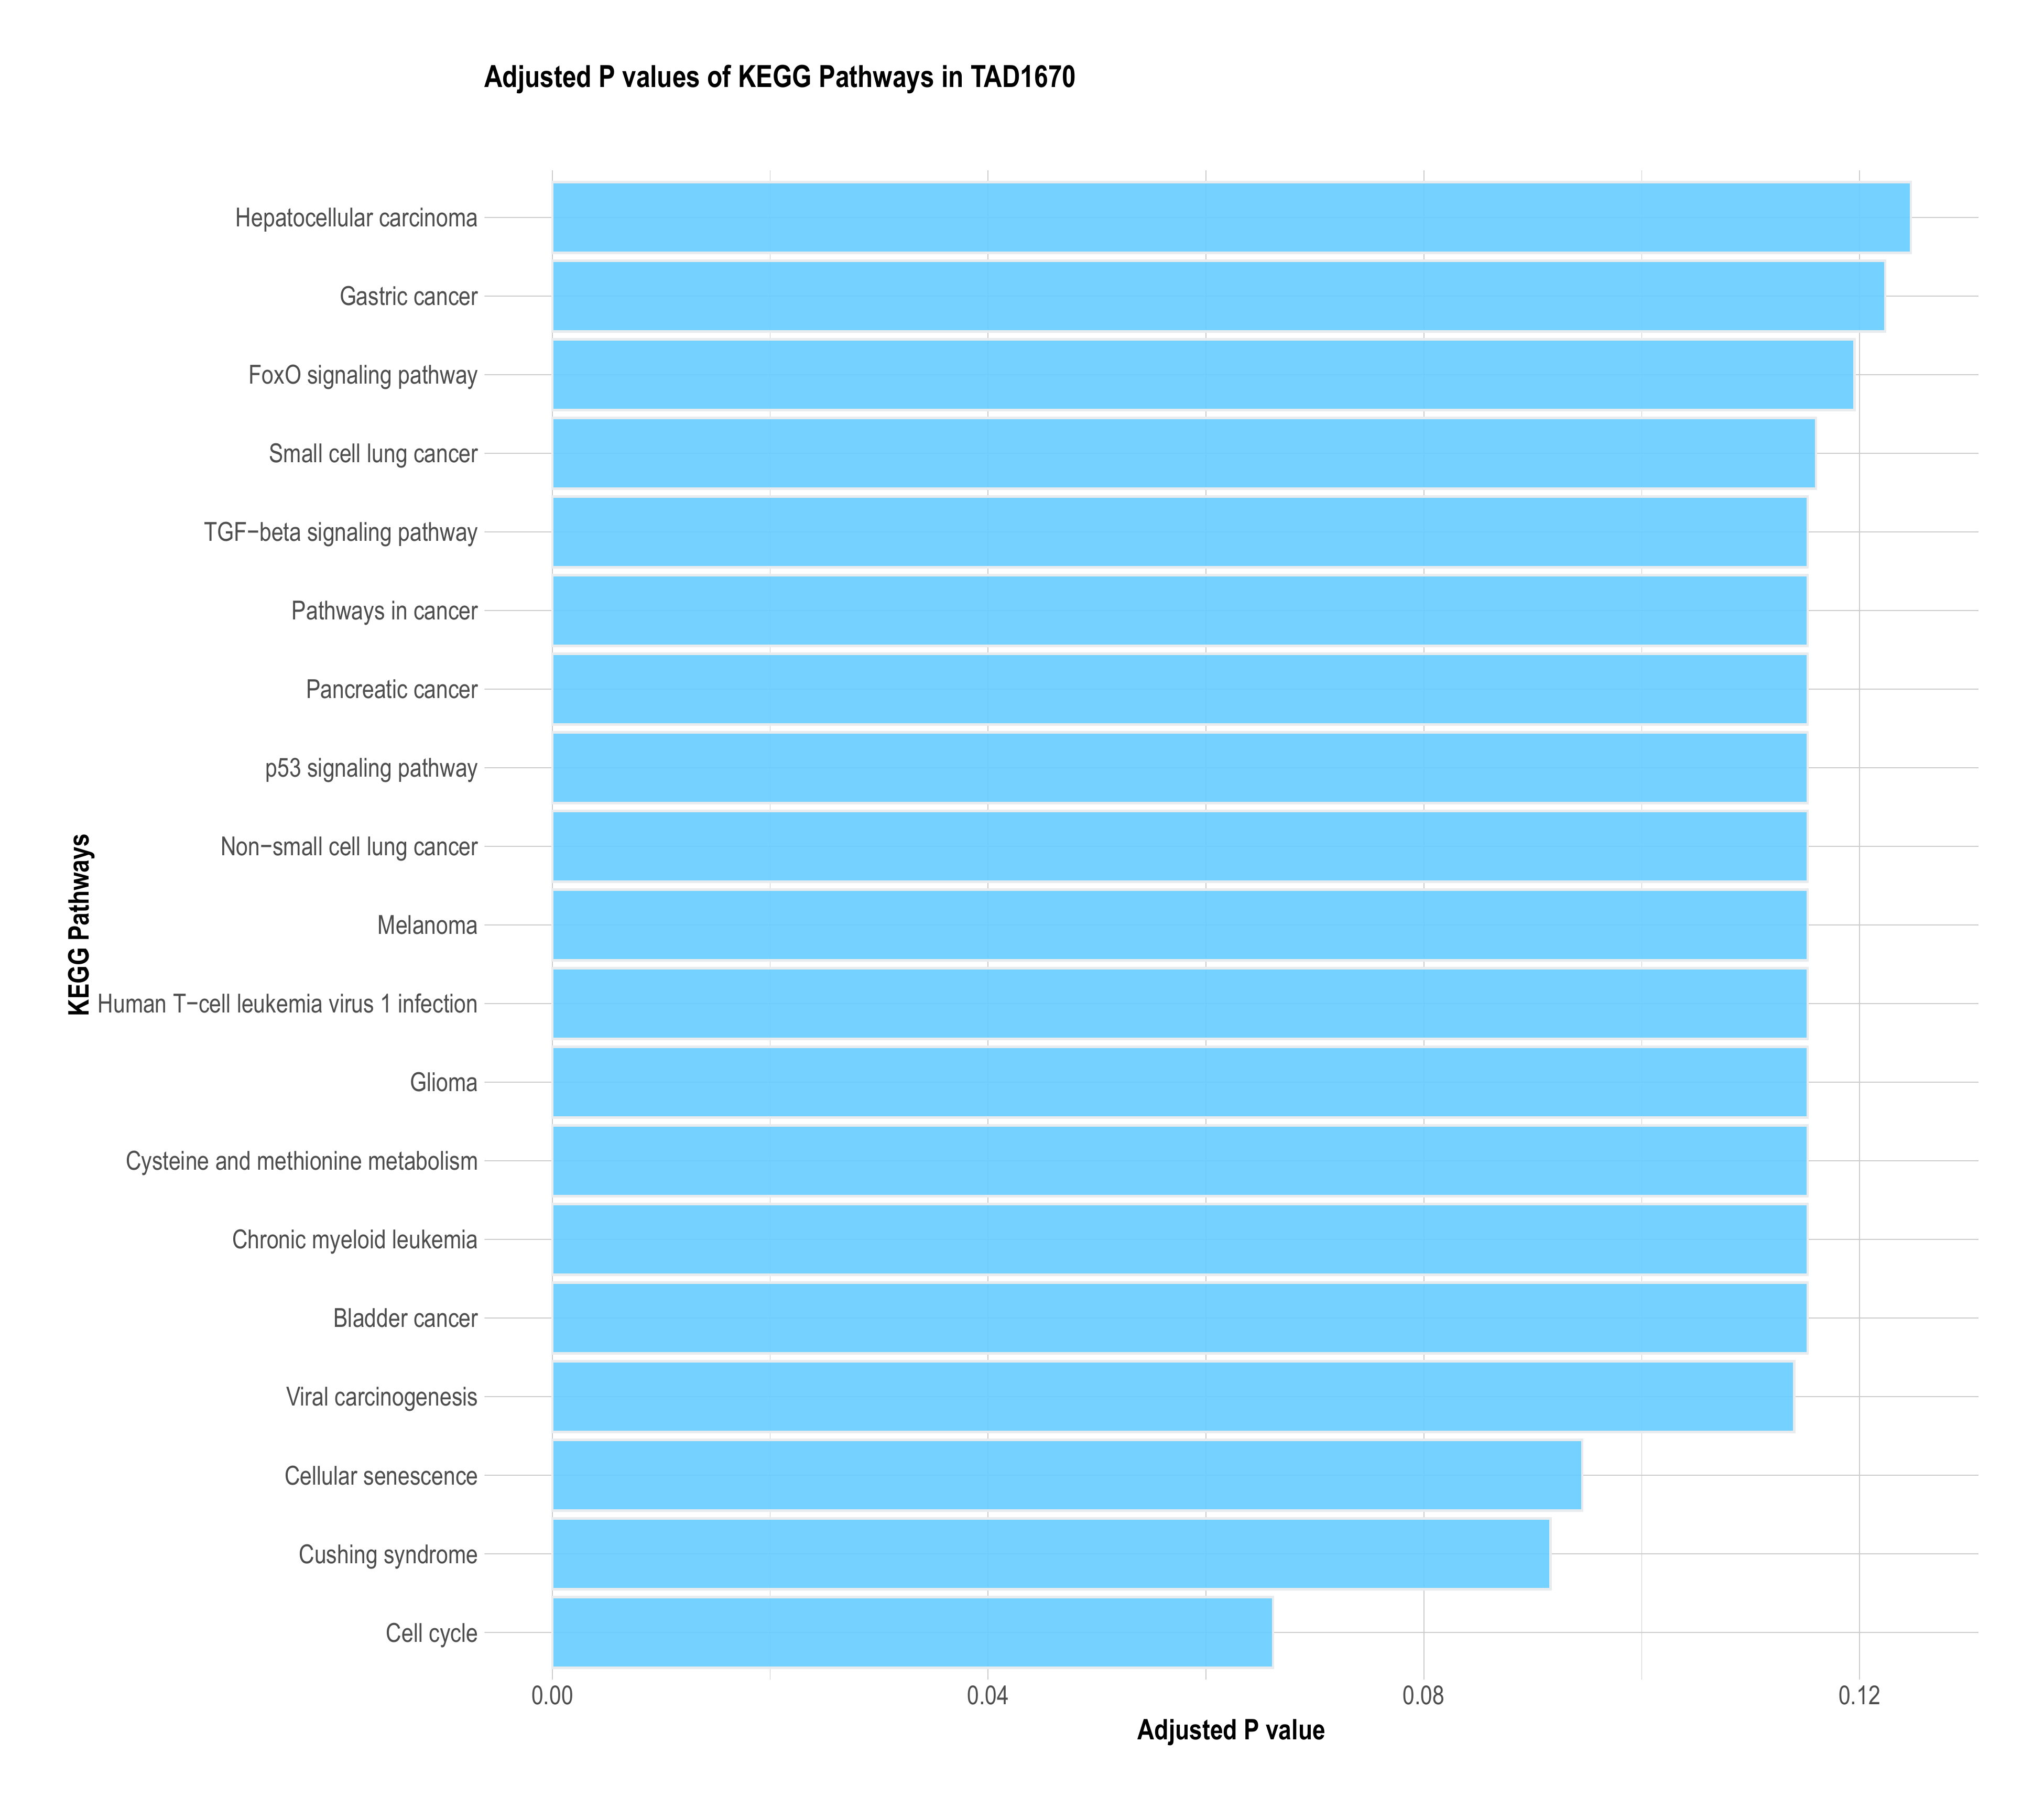 Adjusted P values of KEGG Pathways in TAD1670
KEGG Pathways
Hepatocellular carcinoma
Gastric cancer
FoxO signaling pathway
Small cell lung cancer
TGF−beta signaling pathway
Pathways in cancer
Pancreatic cancer
p53 signaling pathway
Non−small cell lung cancer
Melanoma
Human T−cell leukemia virus 1 infection
Glioma
Cysteine and methionine metabolism
Chronic myeloid leukemia
Bladder cancer
Viral carcinogenesis
Cellular senescence
Cushing syndrome
Cell cycle
0.00 0.04 0.08 0.12
Adjusted P value